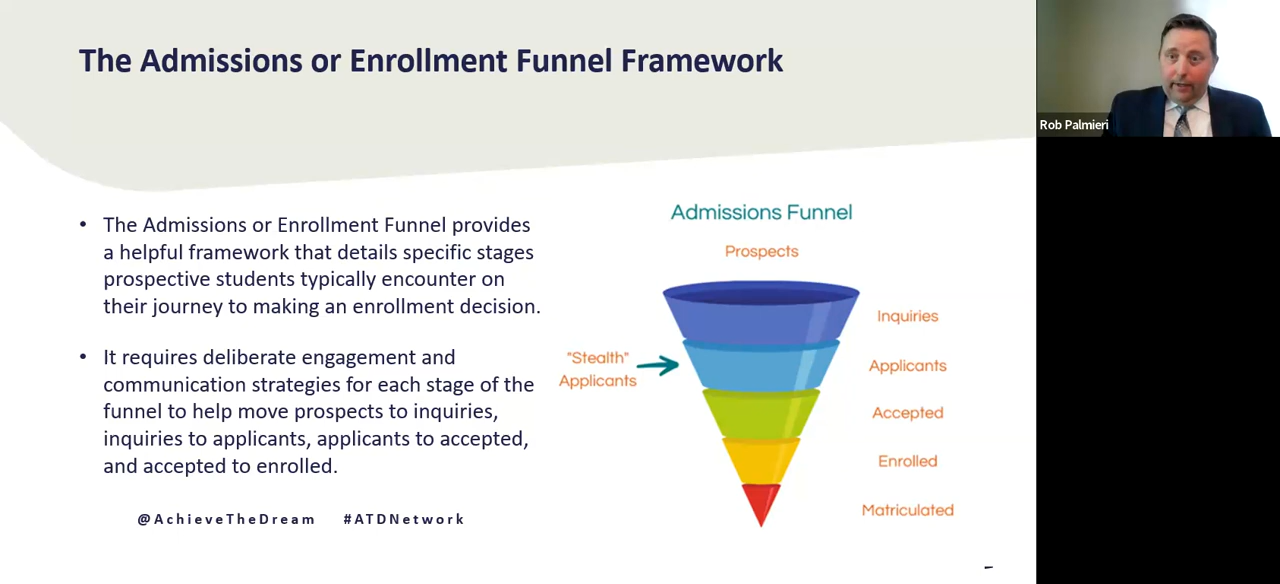 The Admissions or Enrollment Funnel Framework
Rob Palmieri
• The Admissions or Enrollment Funnel provides
a helpful framework that details specific stages
prospective students typically encounter on
their journey to making an enrollment decision.
• It requires deliberate engagement and
communication strategies for each stage of the
funnel to help move prospects to inquiries,
inquiries to applicants, applicants to accepted,
and accepted to enrolled.
@AchieveTheDream #ATDNetwork
Admissions Funnel
Prospects
Inquiries
"Stealth"
Applicants
Applicants
Accepted
Enrolled
Matriculated